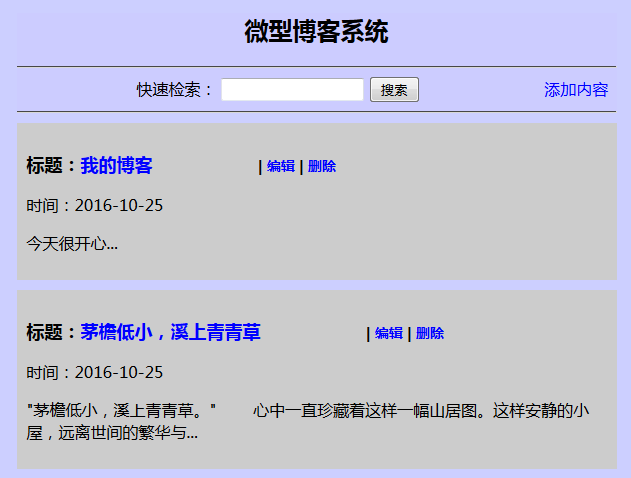 微型博客系统
快速检索： 搜索 添加内容
标题：我的博客 | 编辑 | 删除
时间：2016-10-25
今天很开心...
标题：茅檐低小，溪上青青草 | 编辑 | 删除
时间：2016-10-25
"茅檐低小，溪上青青草。" 心中一直珍藏着这样一幅山居图。这样安静的小
屋，远离世间的繁华与...